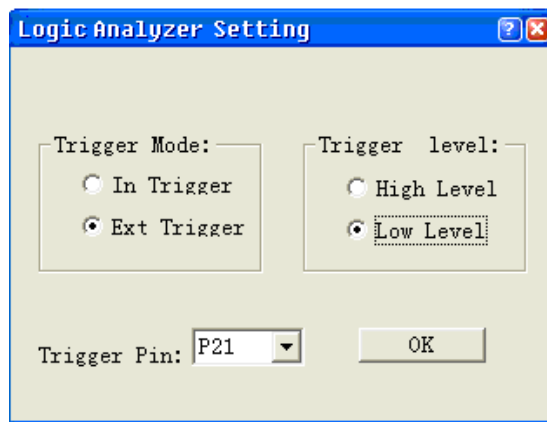 Logic Analyzer Setting
Trigger Mode:
In Trigger
Ext Trigger
Trigger level:
High Level
Low Level
Trigger Pin: P21
OK